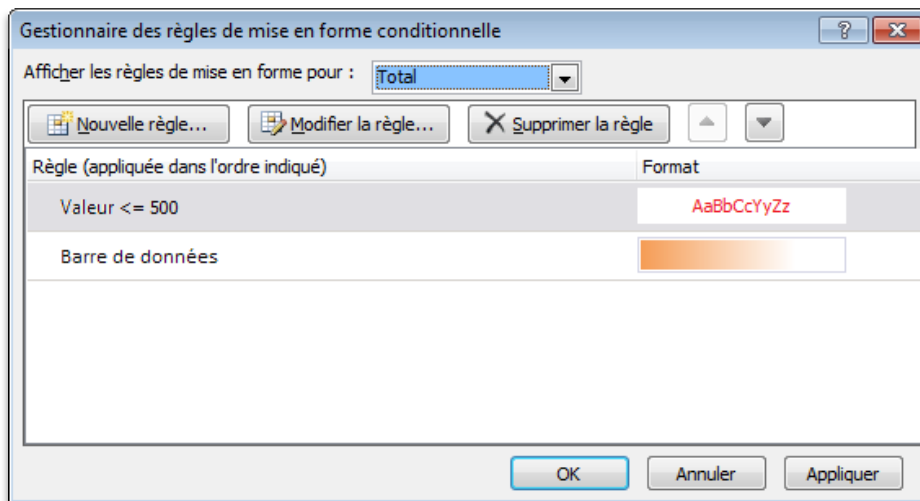 Gestionnaire des règles de mise en forme conditionnelle
Afficher les règles de mise en forme pour : Total
Nouvelle règle... Modifier la règle... Supprimer la règle
Règle (appliquée dans l'ordre indiqué) Format
Valeur <= 500 AaBbCcYyZz
Barre de données
OK Annuler Appliquer